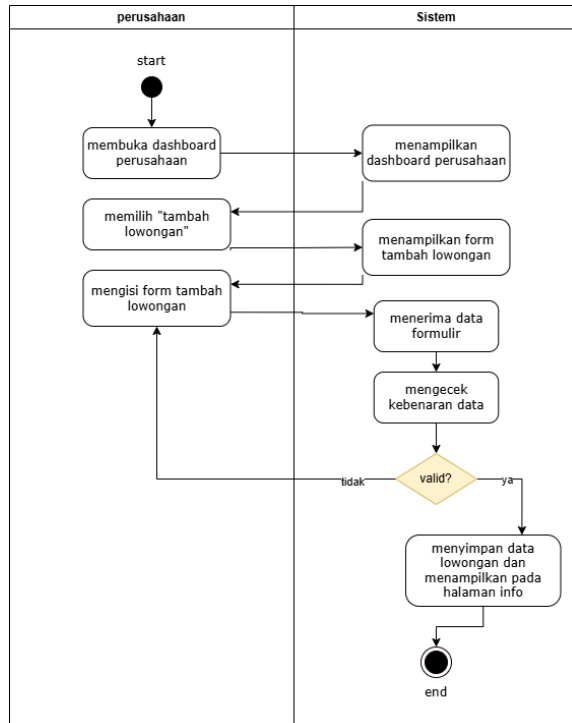 perusahaan
Sistem
start
membuka dashboard
perusahaan
menampilkan
dashboard perusahaan
memilih "tambah
lowongan"
menampilkan form
tambah lowongan
mengisi form tambah
lowongan
menerima data
formulir
mengecek
kebenaran data
valid?
tidak
ya
menyimpan data
lowongan dan
menampilkan pada
halaman info
end